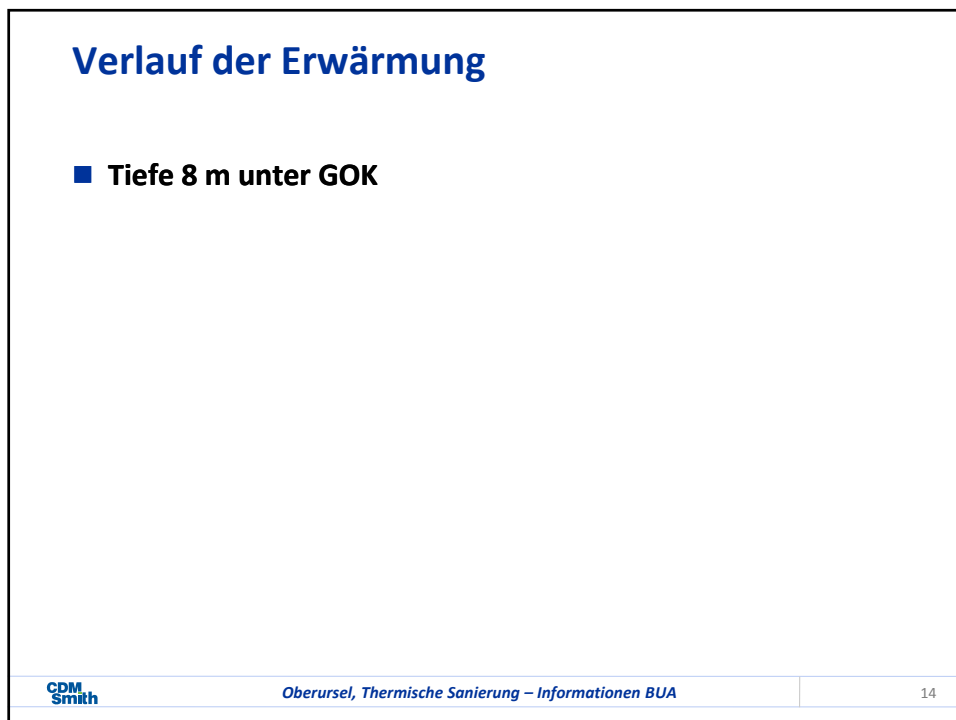 Verlauf der Erwärmung
Tiefe 8 m unter GOK
CDM
Smith
Oberursel, Thermische Sanierung – Informationen BUA
14